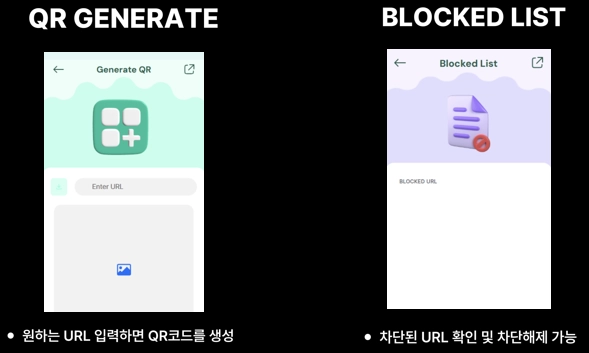 QR GENERATE
Generate QR
Enter URL
• 원하는 URL 입력하면 QR코드를 생성
BLOCKED LIST
Blocked List
BLOCKED URL
• 차단된 URL 확인 및 차단해제 가능